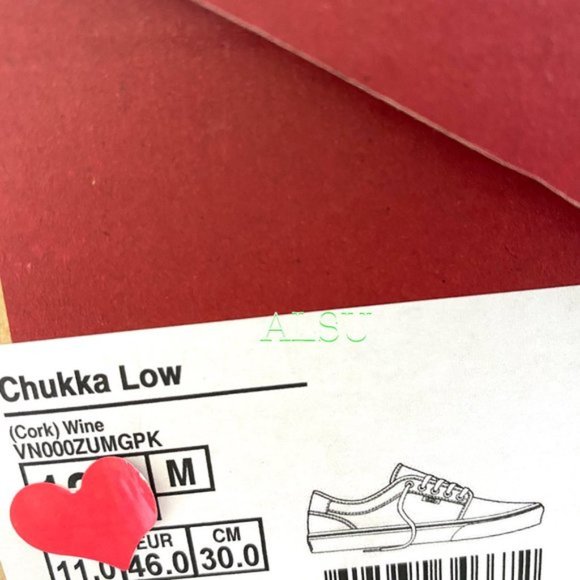 ALSU
Chukka Low
(Cork) Wine
VN000ZUMGPK
M
EUR CM
11.0 46.0 30.0